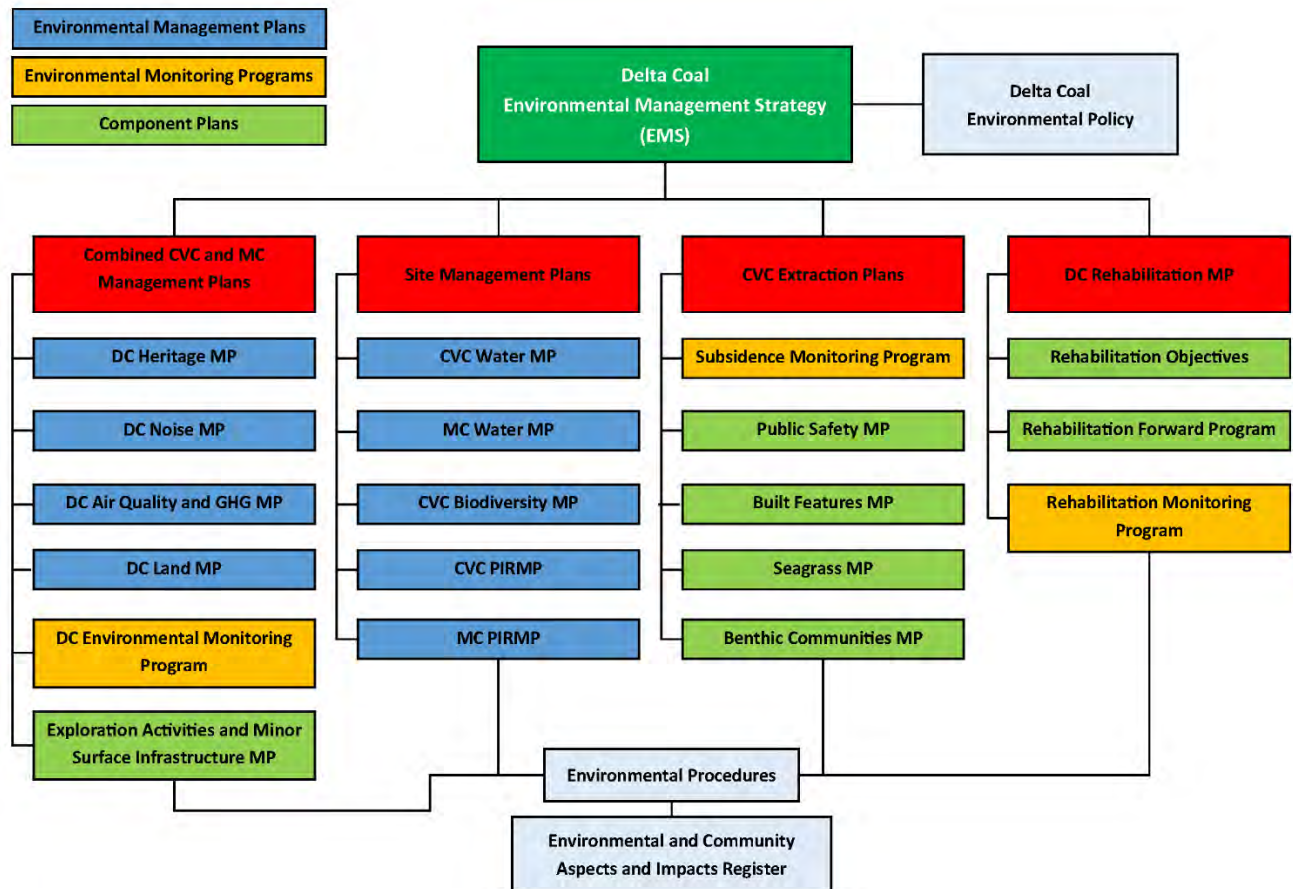 Environmental Management Plans
Environmental Monitoring Programs
Component Plans
Delta Coal
Environmental Management Strategy
(EMS)
Delta Coal
Environmental Policy
Combined CVC and MC
Management Plans
DC Heritage MP
DC Noise MP
DC Air Quality and GHG MP
DC Land MP
DC Environmental Monitoring
Program
Exploration Activities and Minor
Surface Infrastructure MP
Site Management Plans
CVC Water MP
MC Water MP
CVC Biodiversity MP
CVC PIRMP
MC PIRMP
CVC Extraction Plans
Subsidence Monitoring Program
Public Safety MP
Built Features MP
Seagrass MP
Benthic Communities MP
DC Rehabilitation MP
Rehabilitation Objectives
Rehabilitation Forward Program
Rehabilitation Monitoring
Program
Environmental Procedures
Environmental and Community
Aspects and Impacts Register